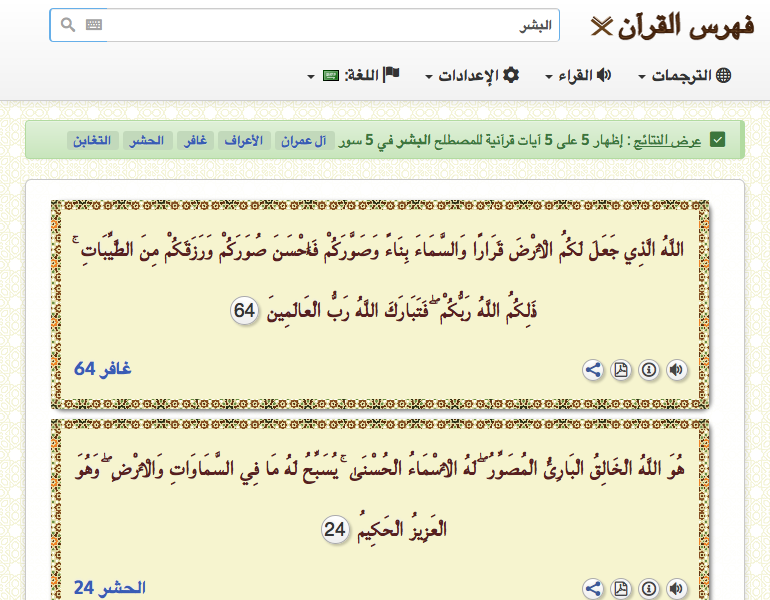 فهرس القرآن
البشر
الترجمات
القراء
الإعدادات
اللغة:
عرض النتائج : إظهار 5 على 5 آيات قرآنية للمصطلح البشر في 5 سور آل عمران الأعراف غافر الحشر التغابن
اللَّهُ الَّذِي جَعَلَ لَكُمُ الْأَرْضَ قَرَارًا وَالسَّمَاءَ بِنَاءً وَصَوَّرَكُمْ فَأَحْسَنَ صُوَرَكُمْ وَرَزَقَكُمْ مِنَ الطَّيِّبَاتِ ۚ
ذَلِكُمُ اللَّهُ رَبُّكُمْ ۖ فَتَبَارَكَ اللَّهُ رَبُّ الْعَالَمِينَ 64
غافر 64
هُوَ اللَّهُ الْخَالِقُ الْبَارِئُ الْمُصَوِّرُ ۖ لَهُ الْأَسْمَاءُ الْحُسْنَى ۚ يُسَبِّحُ لَهُ مَا فِي السَّمَاوَاتِ وَالْأَرْضِ ۖ وَهُوَ
الْعَزِيزُ الْحَكِيمُ 24
الحشر 24